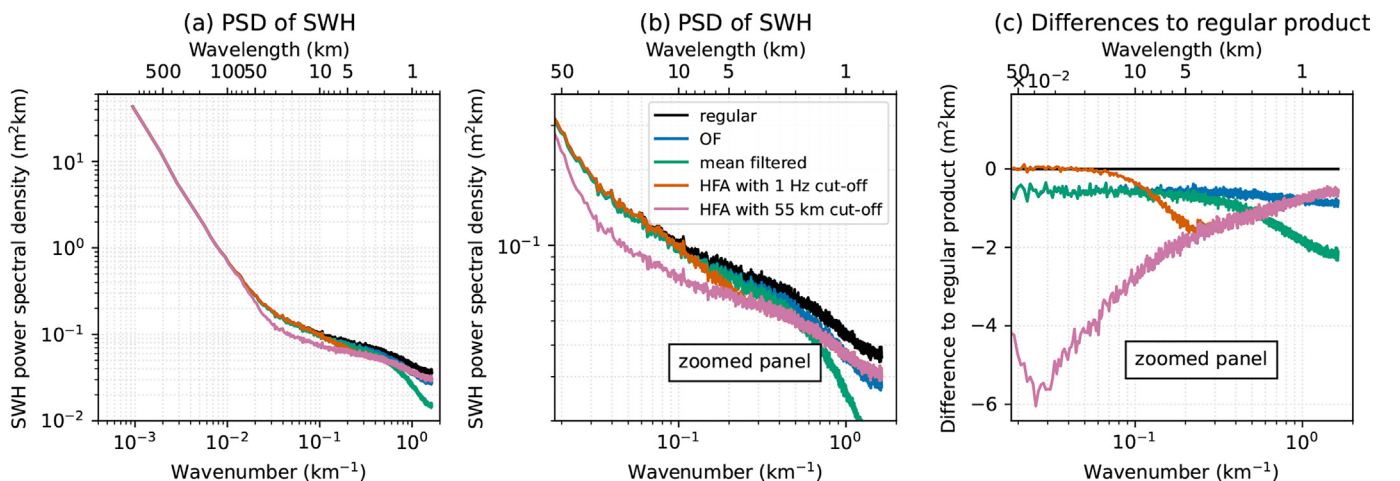 (a) PSD of SWH
Wavelength (km)
500 100 50 10 5 1
SWH power spectral density (m²km)
10¹
10⁰
10⁻¹
10⁻²
10⁻³ 10⁻² 10⁻¹ 10⁰
Wavenumber (km⁻¹)
(b) PSD of SWH
Wavelength (km)
50 10 5 1
SWH power spectral density (m²km)
10⁻¹
regular
OF
mean filtered
HFA with 1 Hz cut-off
HFA with 55 km cut-off
zoomed panel
10⁻¹ 10⁰
Wavenumber (km⁻¹)
(c) Differences to regular product
Wavelength (km)
50 10 5 1
×10⁻²
Difference to regular product (m²km)
0
−2
−4
−6
zoomed panel
10⁻¹ 10⁰
Wavenumber (km⁻¹)